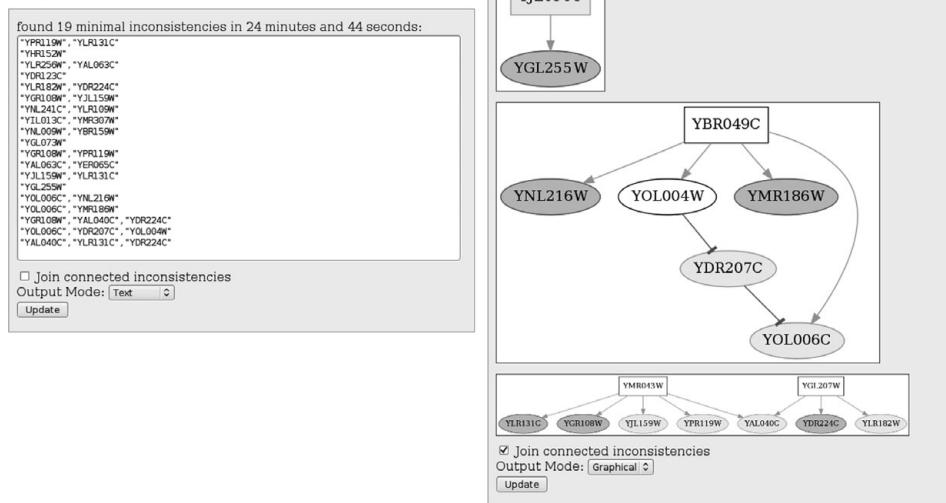 found 19 minimal inconsistencies in 24 minutes and 44 seconds:
"YPR119W","YLR131C"
"YHR152W"
"YLR256W","YAL063C"
"YDR123C"
"YLR182W","YDR224C"
"YGR108W","YJL159W"
"YNL241C","YLR109W"
"YIL013C","YMR307W"
"YNL009W","YBR159W"
"YGL073W"
"YGR108W","YPR119W"
"YAL063C","YER065C"
"YJL159W","YLR131C"
"YGL255W"
"YOL006C","YNL216W"
"YOL006C","YMR186W"
"YGR108W","YAL040C","YDR224C"
"YOL006C","YDR207C","YOL004W"
"YAL040C","YLR131C","YDR224C"
Join connected inconsistencies
Output Mode: Text
Update
YGL255W
YBR049C
YNL216W YOL004W YMR186W
YDR207C
YOL006C
YMR043W YGL207W
YLR131C YGR108W YJL159W YPR119W YAL040C YDR224C YLR182W
Join connected inconsistencies
Output Mode: Graphical
Update